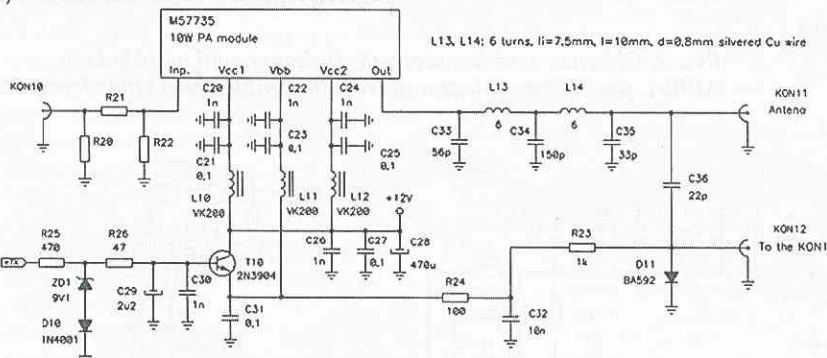 M57735
10W PA module
L13, L14: 6 turns, li=7,5mm, l=10mm, d=0,8mm silvered Cu wire
Inp. Vcc1 Vbb Vcc2 Out
KON10
R21
R20
R22
C20
1n
C22
1n
C24
1n
C23
0,1
C21
0,1
C25
0,1
L10
VK200
L11
VK200
L12
VK200
L13
6
L14
6
KON11
Antena
C33
56p
C34
150p
C35
33p
C36
22p
+12V
KON12
To the KON1
R23
1k
R25
470
R26
47
+TX
T10
2N3904
C26
1n
C27
0,1
C28
470u
ZD1
9V1
C29
2u2
C30
1n
R24
100
D11
BA592
D10
1N4001
C31
0,1
C32
10n